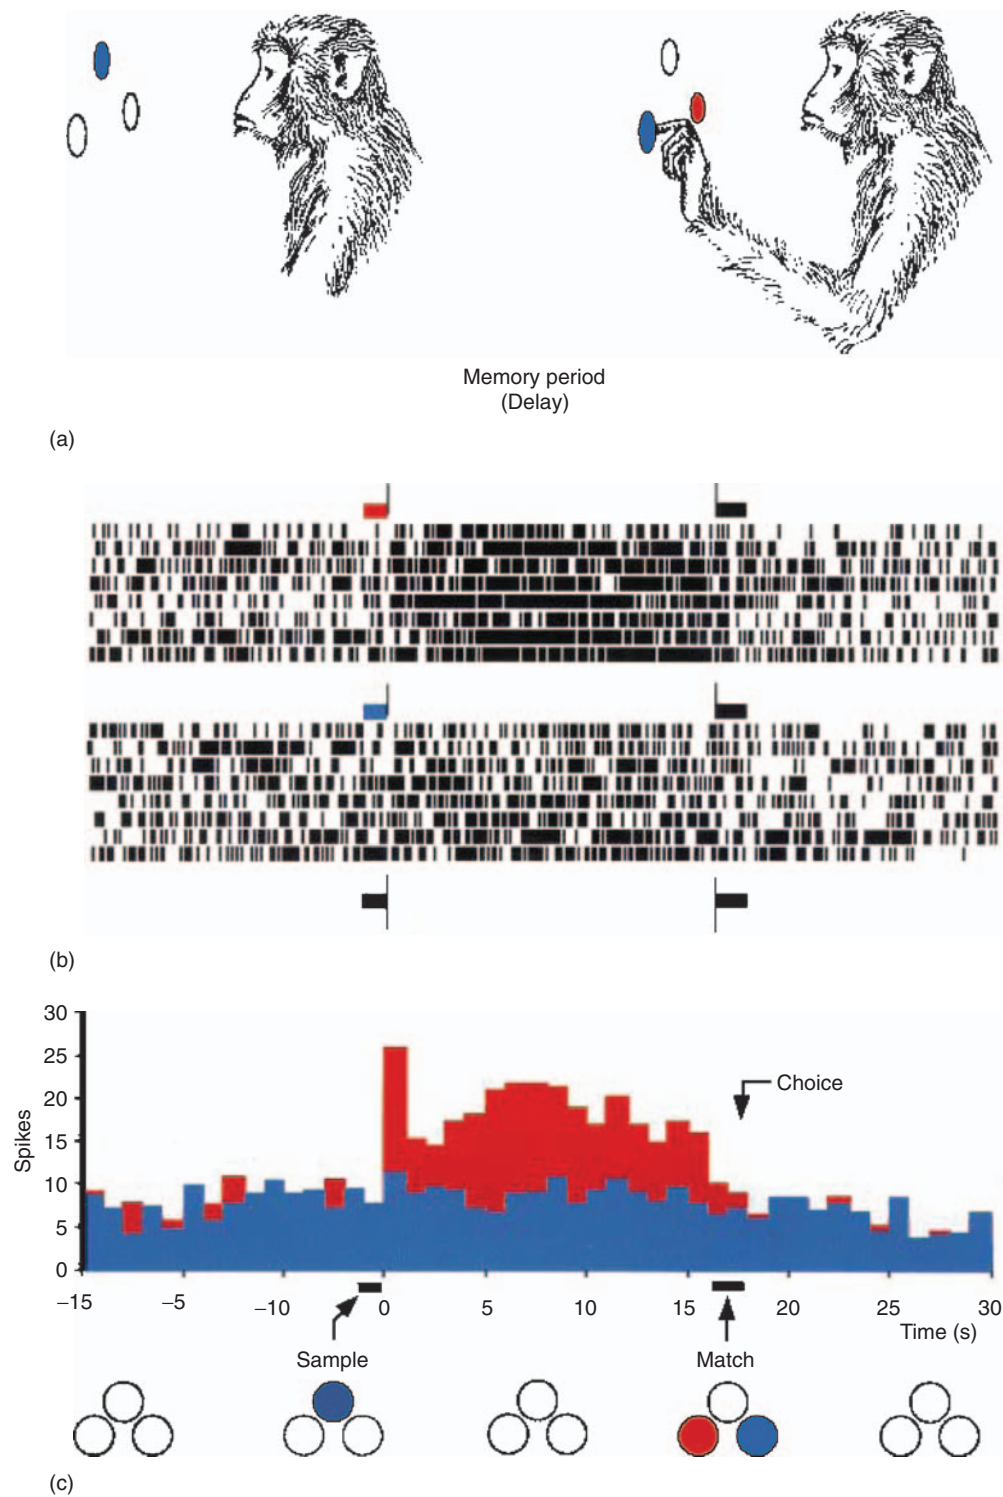 Memory period
(Delay)
(a)
(b)
30
25
20
15
10
5
0
Spikes
Choice
–15
–5
–10
0
5
10
15
20
25
30
Time (s)
Sample
Match
(c)